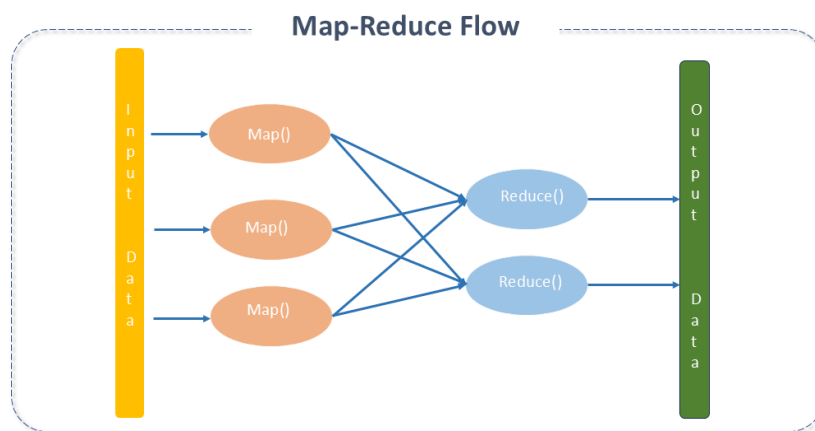 Map-Reduce Flow
Input Data
Map()
Map()
Map()
Reduce()
Reduce()
Output Data